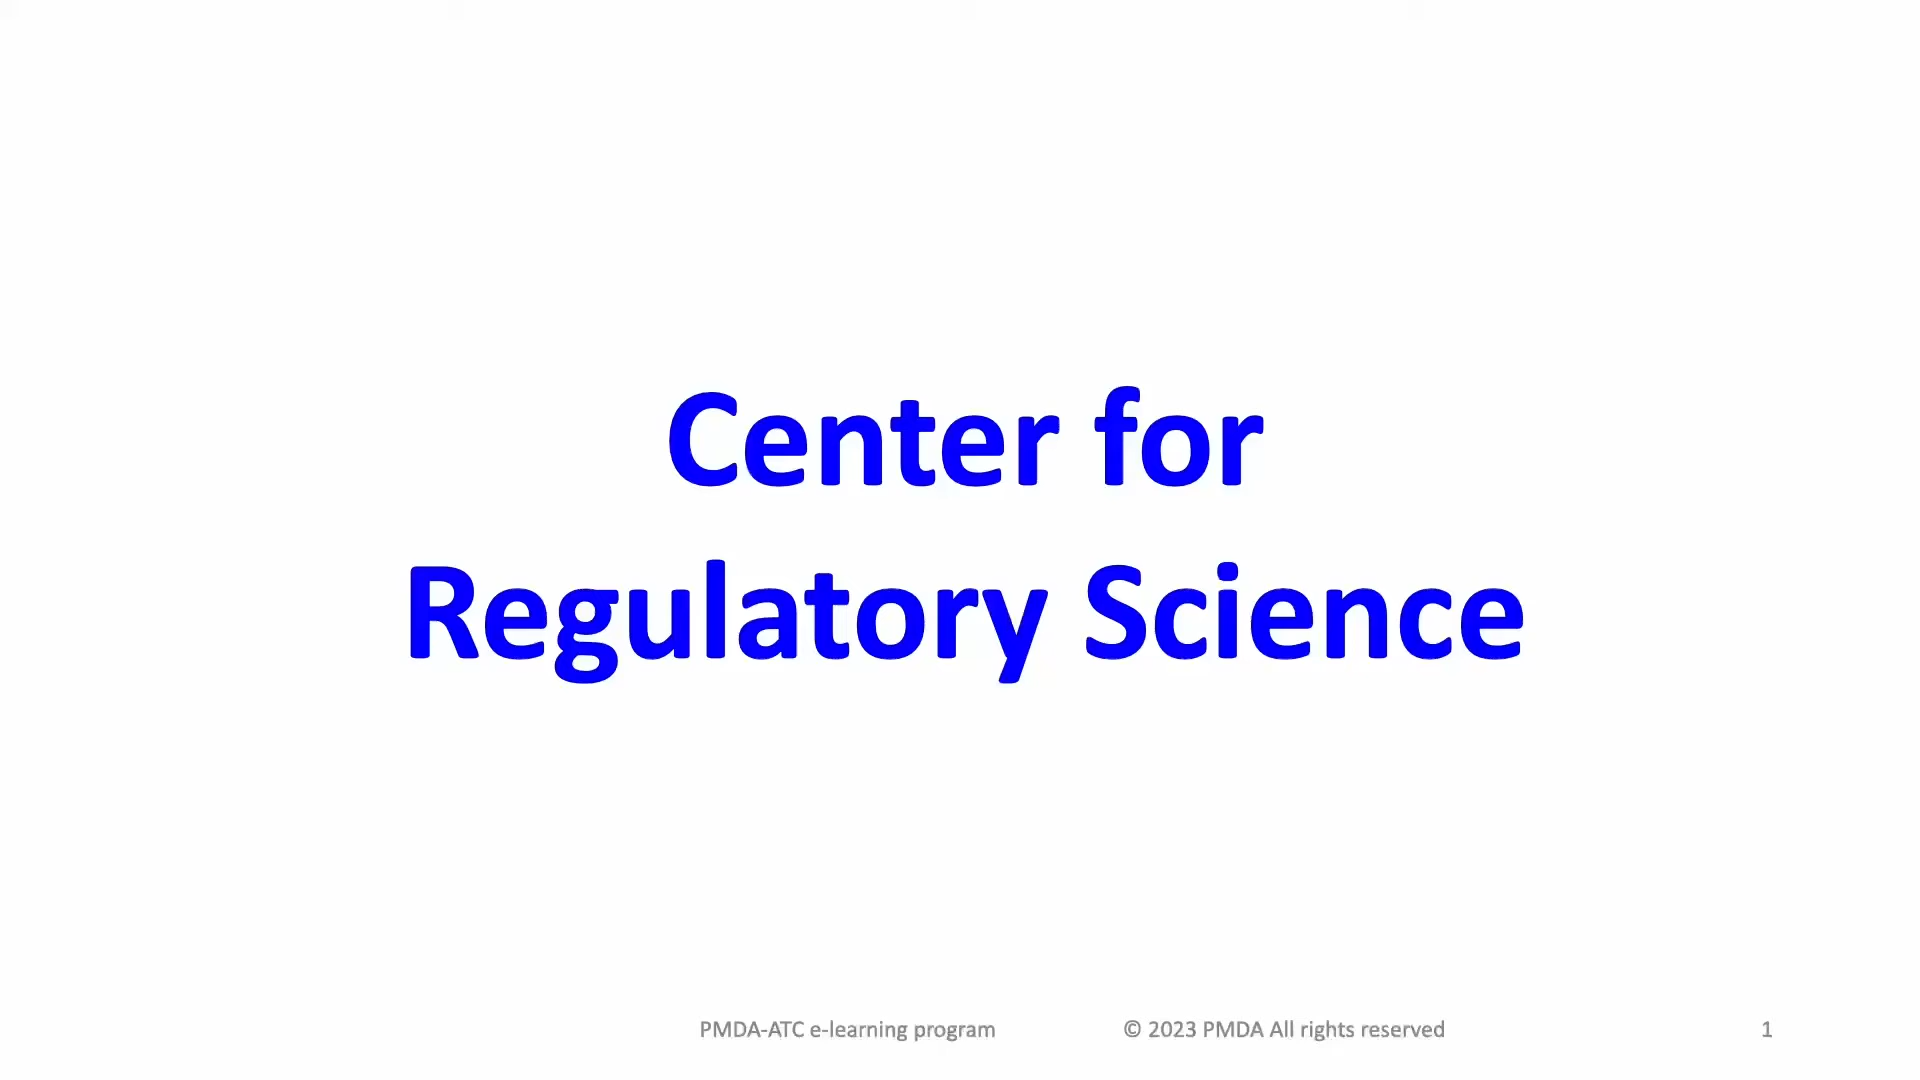 Center for
Regulatory Science
PMDA-ATC e-learning program © 2023 PMDA All rights reserved 1